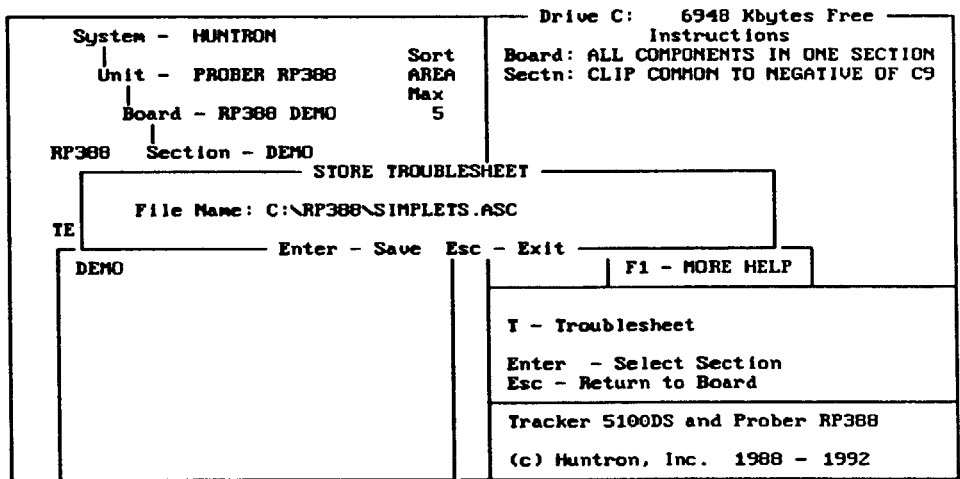 Drive C: 6948 Kbytes Free
System - HUNTRON
Instructions
Sort
Board: ALL COMPONENTS IN ONE SECTION
Unit - PROBER RP388
AREA
Sectn: CLIP COMMON TO NEGATIVE OF C9
Max
Board - RP388 DEMO
5
RP388 Section - DEMO
STORE TROUBLESHEET
File Name: C:\RP388\SIMPLETS.ASC
TE
Enter - Save Esc - Exit
DEMO
F1 - MORE HELP
T - Troublesheet
Enter - Select Section
Esc - Return to Board
Tracker 5100DS and Prober RP388
(c) Huntron, Inc. 1988 - 1992